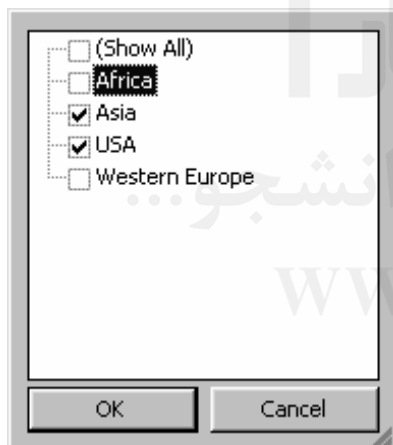 (Show All)
Africa
Asia
USA
Western Europe
OK
Cancel